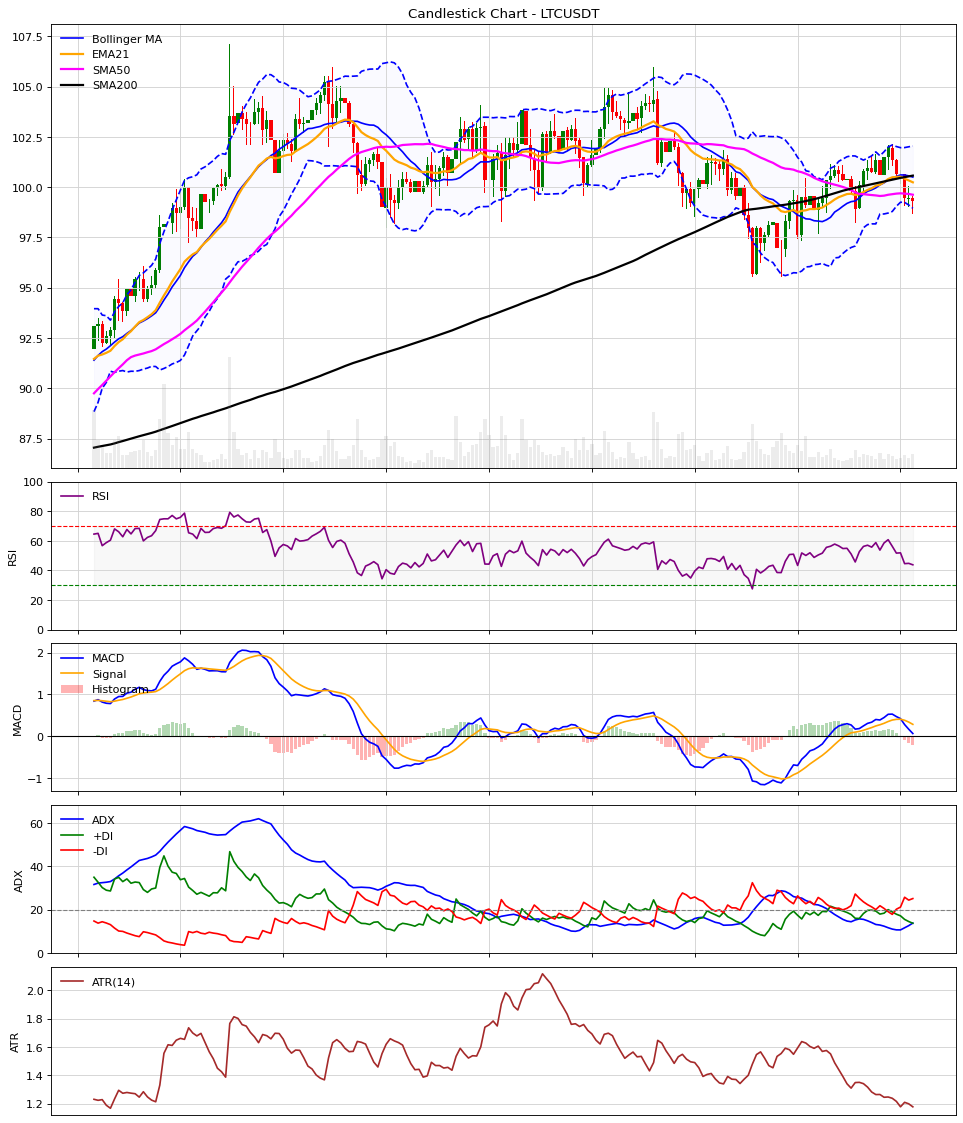 Candlestick Chart - LTCUSDT
Bollinger MA
EMA21
SMA50
SMA200
107.5
105.0
102.5
100.0
97.5
95.0
92.5
90.0
87.5
RSI
RSI
100
80
60
40
20
0
MACD
Signal
Histogram
MACD
2
1
0
−1
ADX
+DI
-DI
ADX
60
40
20
0
ATR(14)
ATR
2.0
1.8
1.6
1.4
1.2